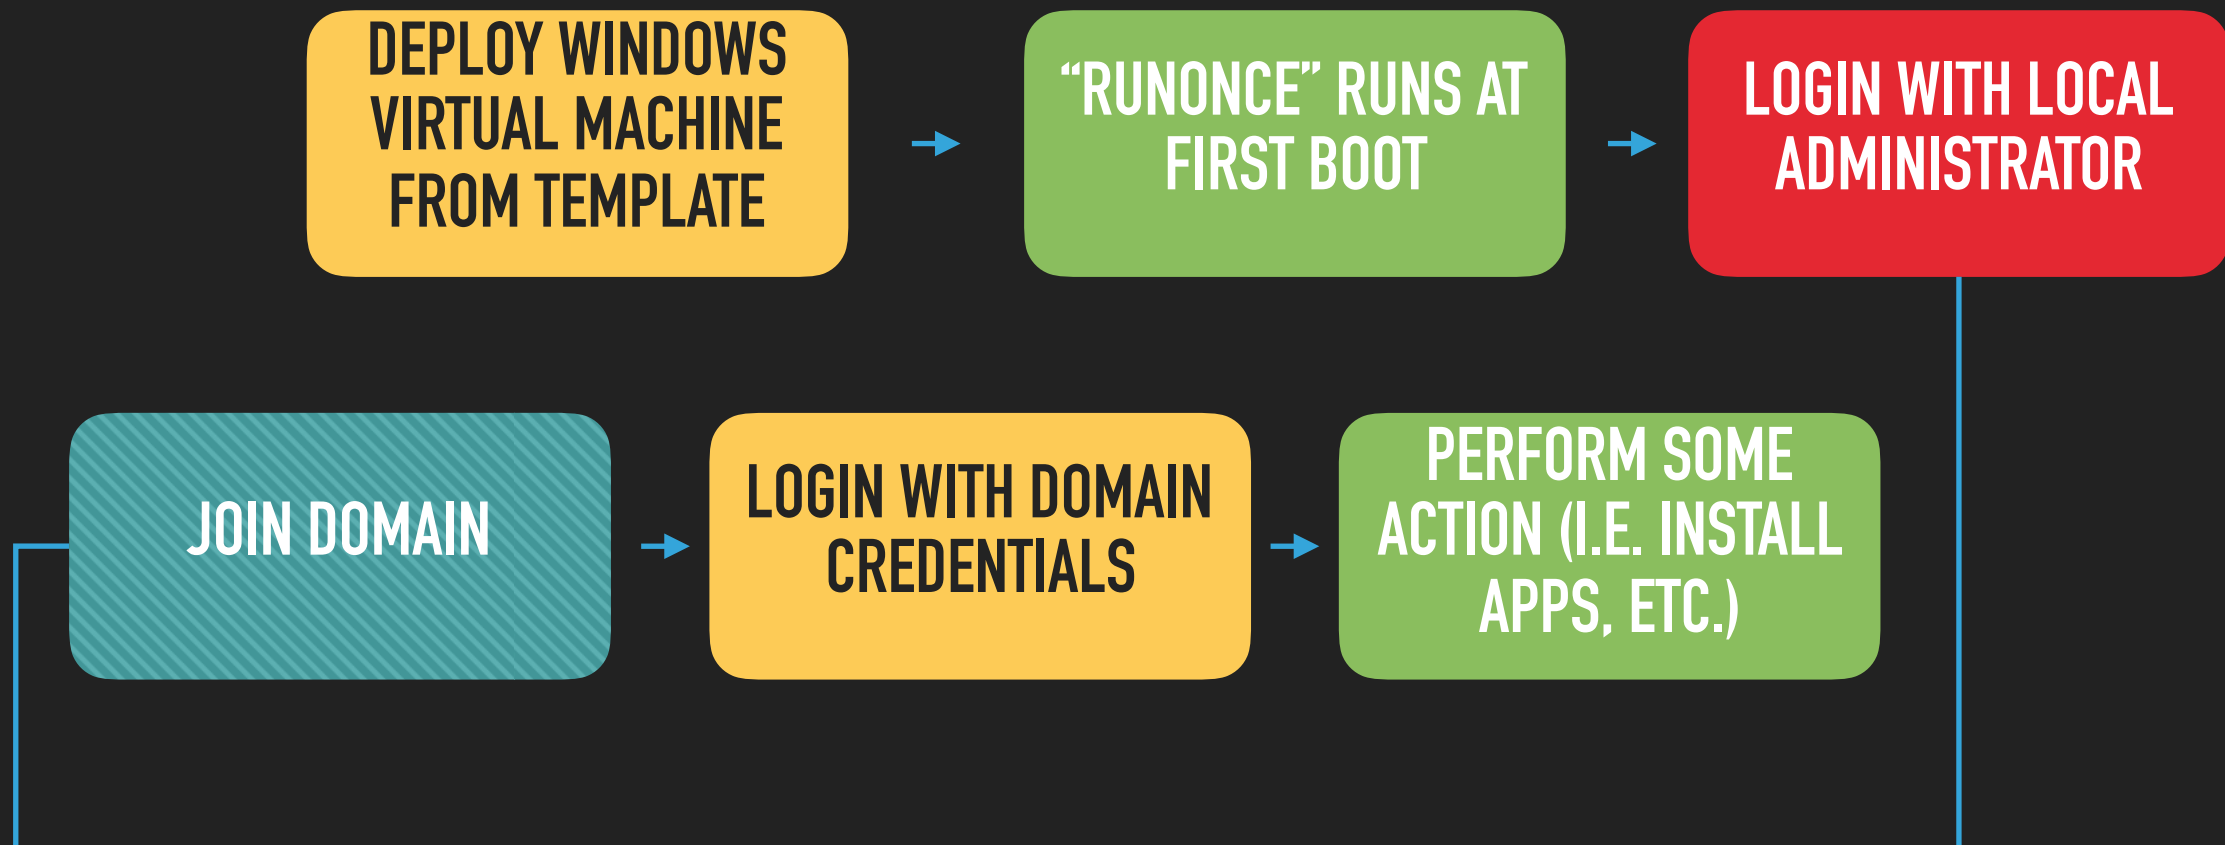 DEPLOY WINDOWS
VIRTUAL MACHINE
FROM TEMPLATE
“RUNONCE” RUNS AT
FIRST BOOT
LOGIN WITH LOCAL
ADMINISTRATOR
JOIN DOMAIN
LOGIN WITH DOMAIN
CREDENTIALS
PERFORM SOME
ACTION (I.E. INSTALL
APPS, ETC.)